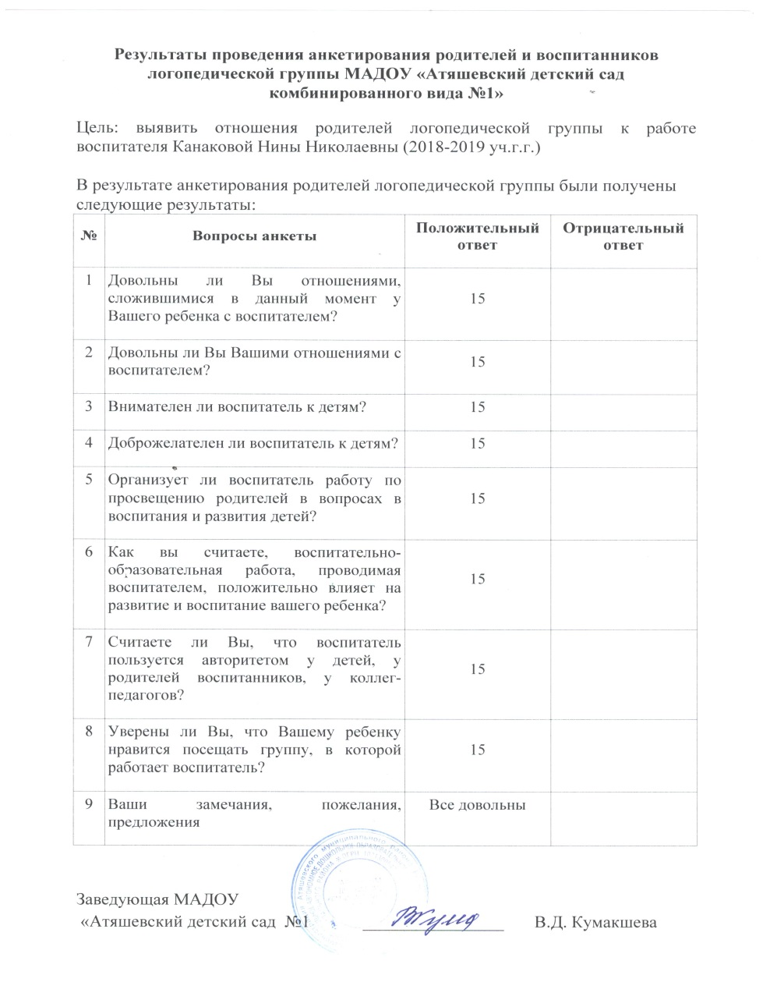 Результаты проведения анкетирования родителей и воспитанников
логопедической группы МАДОУ «Атяшевский детский сад
комбинированного вида №1»
Цель: выявить отношения родителей логопедической группы к работе
воспитателя Канаковой Нины Николаевны (2018-2019 уч.г.г.)
В результате анкетирования родителей логопедической группы были получены
следующие результаты:
№ Вопросы анкеты Положительный ответ Отрицательный ответ
1 Довольны ли Вы отношениями,
сложившимися в данный момент у
Вашего ребенка с воспитателем?
15
2 Довольны ли Вы Вашими отношениями с
воспитателем?
15
3 Внимателен ли воспитатель к детям? 15
4 Доброжелателен ли воспитатель к детям? 15
5 Организует ли воспитатель работу по
просвещению родителей в вопросах в
воспитания и развития детей?
15
6 Как вы считаете, воспитательно-
образовательная работа, проводимая
воспитателем, положительно влияет на
развитие и воспитание вашего ребенка?
15
7 Считаете ли Вы, что воспитатель
пользуется авторитетом у детей, у
родителей воспитанников, у коллег-
педагогов?
15
8 Уверены ли Вы, что Вашему ребенку
нравится посещать группу, в которой
работает воспитатель?
15
9 Ваши замечания, пожелания, Все довольны
предложения
Атяшевского муниципального
Заведующая МАДОУ
«Атяшевский детский сад №1 В.Д. Кумакшева